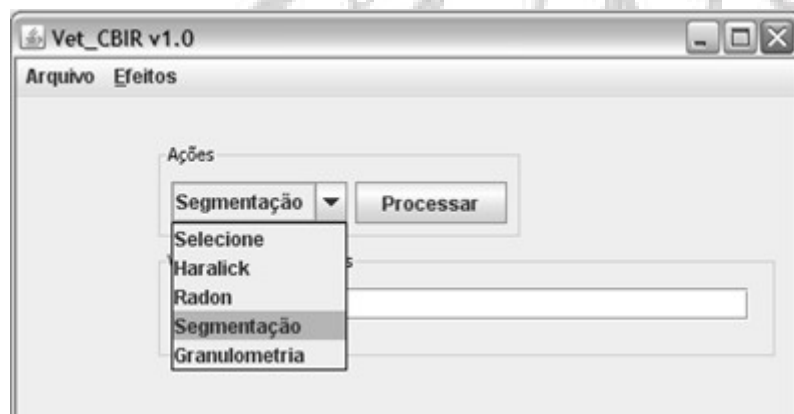 Vet_CBIR v1.0
Arquivo Efeitos
Ações
Segmentação Processar
Selecione
Haralick
Radon
Segmentação
Granulometria